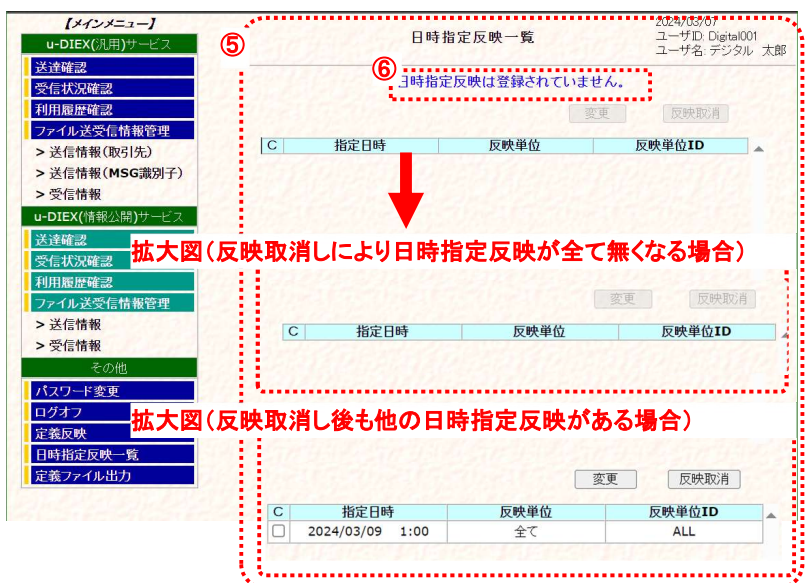 【メインメニュー】
u-DIEX(汎用)サービス
送達確認
受信状況確認
利用履歴確認
ファイル送受信情報管理
> 送信情報(取引先)
> 送信情報(MSG識別子)
> 受信情報
u-DIEX(情報公開)サービス
送達確認
受信状況確認
利用履歴確認
ファイル送受信情報管理
> 送信情報
> 受信情報
その他
パスワード変更
ログオフ
定義反映
日時指定反映一覧
定義ファイル出力
⑤
日時指定反映一覧
2024/03/07
ユーザID: Digital001
ユーザ名: デジタル 太郎
⑥
日時指定反映は登録されていません。
変更 反映取消
C 指定日時 反映単位 反映単位ID
拡大図(反映取消しにより日時指定反映が全て無くなる場合)
変更 反映取消
C 指定日時 反映単位 反映単位ID
拡大図(反映取消し後も他の日時指定反映がある場合)
変更 反映取消
C 指定日時 反映単位 反映単位ID
2024/03/09 1:00 全て ALL